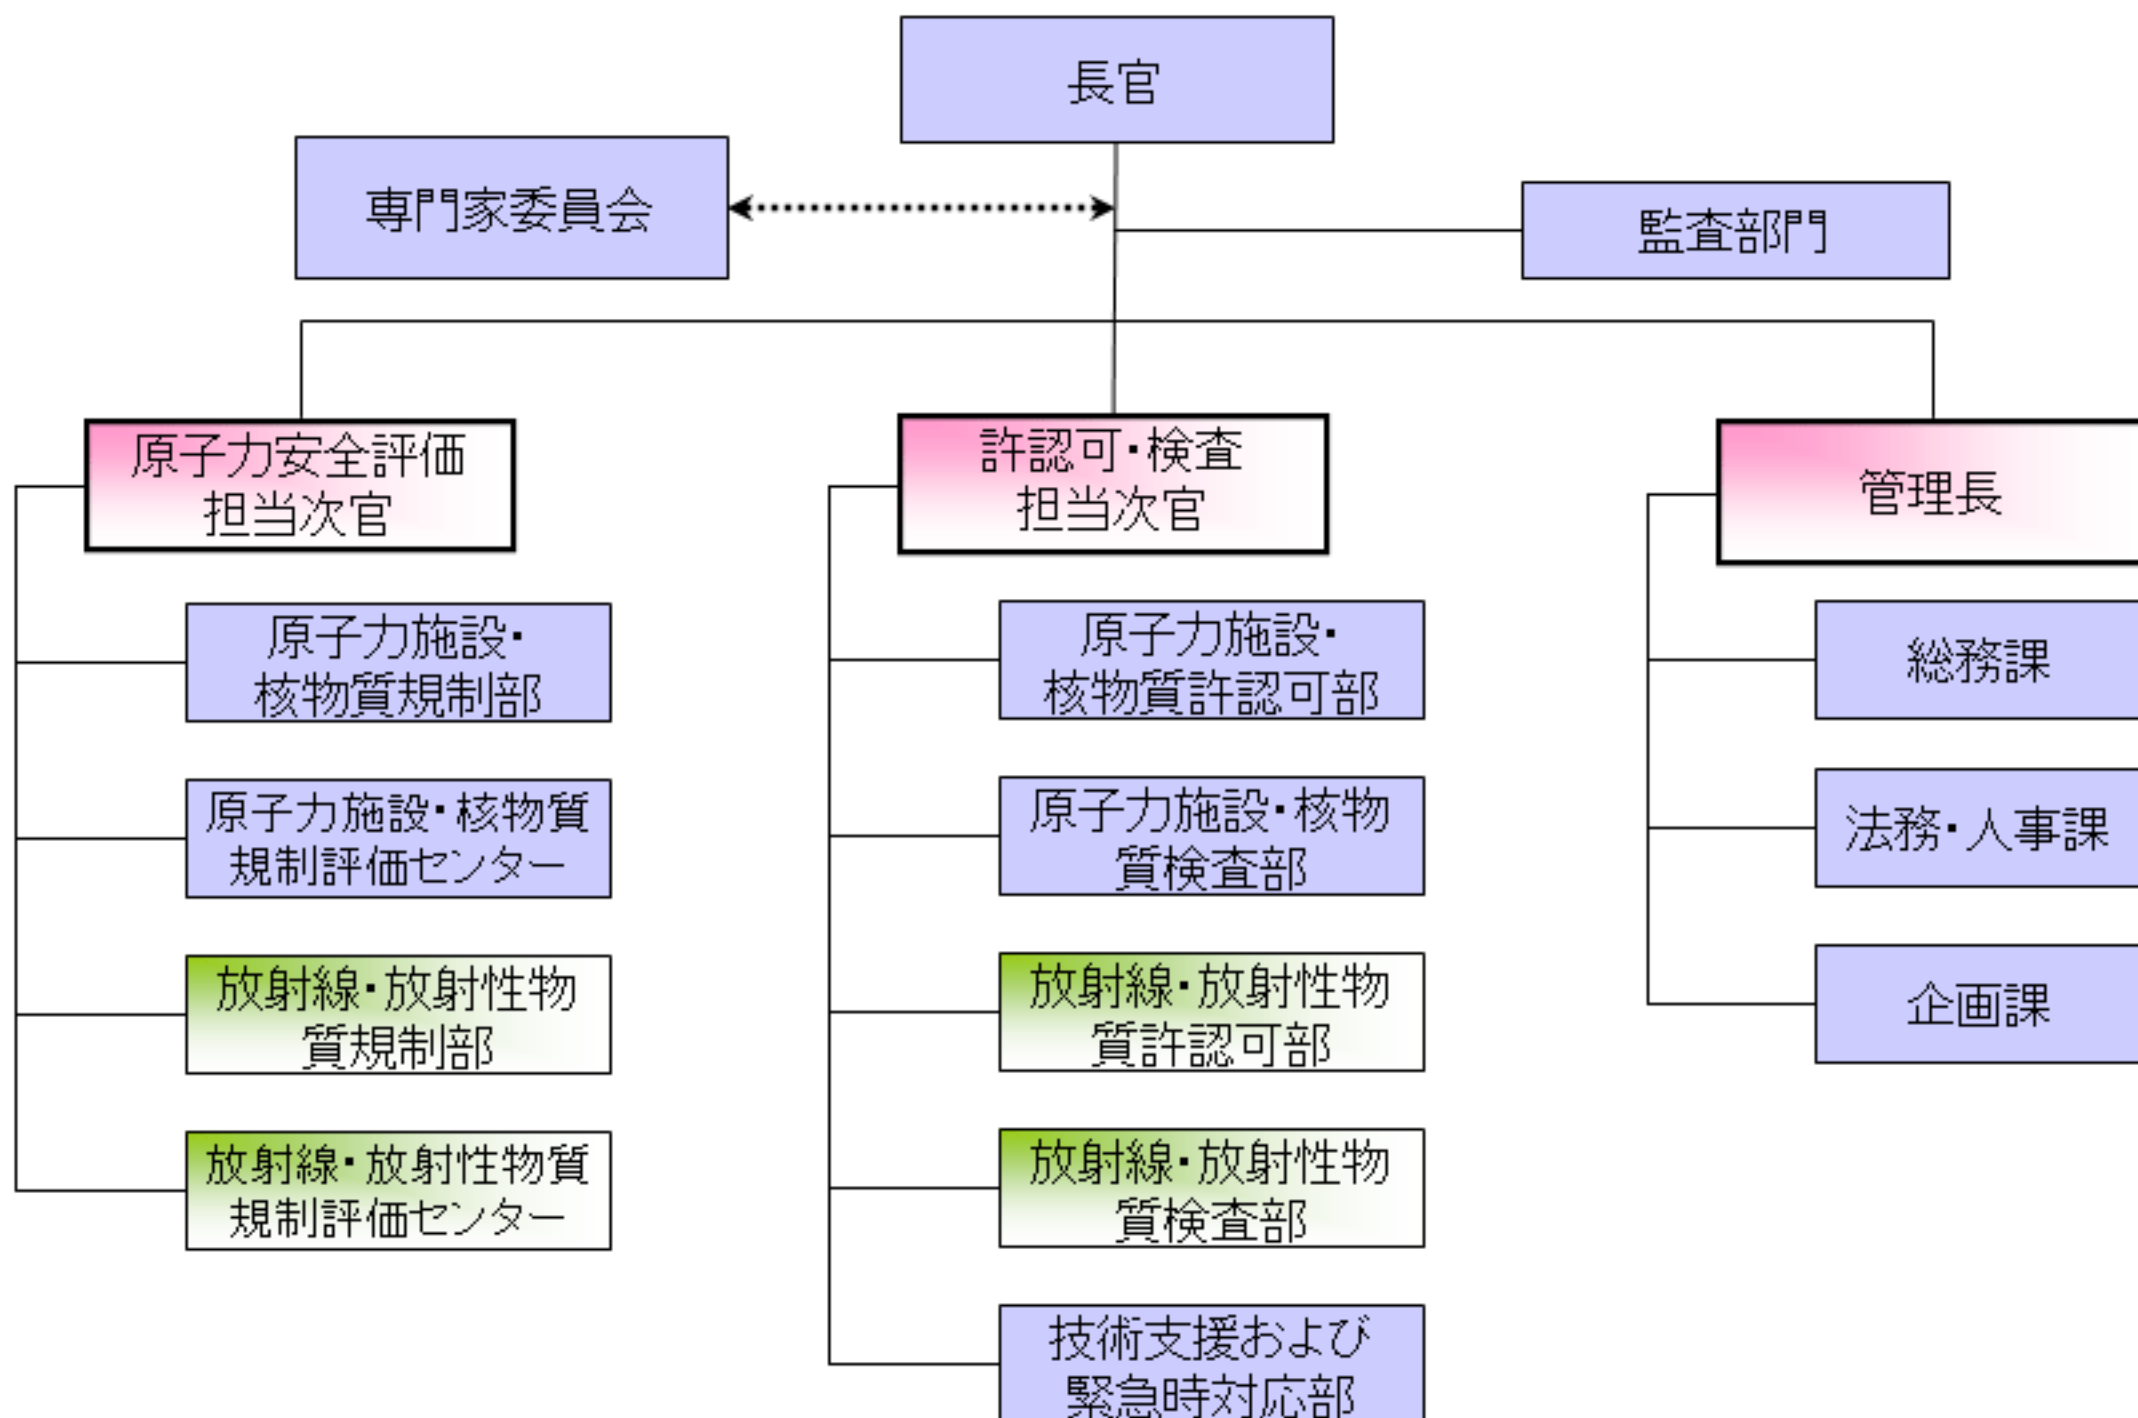 長官
専門家委員会
監査部門
原子力安全評価
担当次官
原子力施設・
核物質規制部
原子力施設・核物質
規制評価センター
放射線・放射性物
質規制部
放射線・放射性物質
規制評価センター
許認可・検査
担当次官
原子力施設・
核物質許認可部
原子力施設・核物
質検査部
放射線・放射性物
質許認可部
放射線・放射性物
質検査部
技術支援および
緊急時対応部
管理長
総務課
法務・人事課
企画課